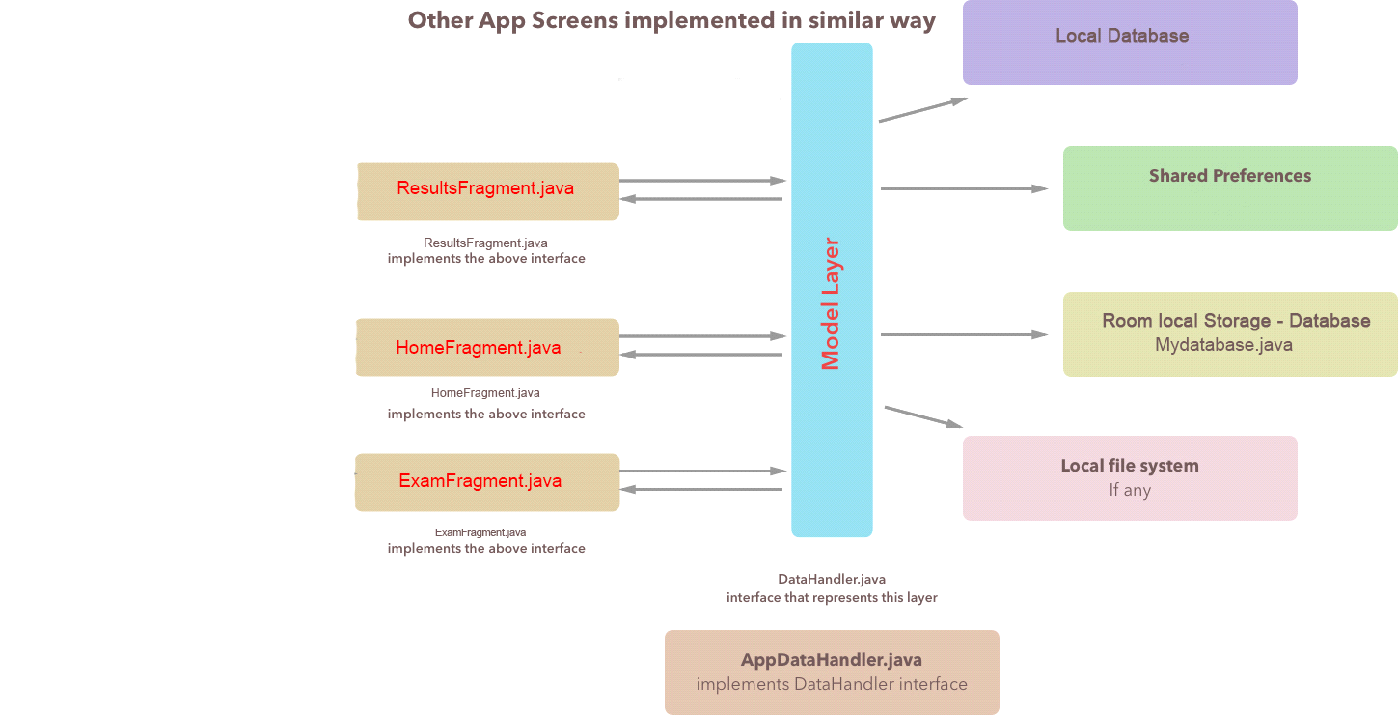 Other App Screens implemented in similar way
Local Database
ResultsFragment.java
ResultsFragment.java
implements the above interface
HomeFragment.java
HomeFragment.java
implements the above interface
ExamFragment.java
ExamFragment.java
implements the above interface
Model Layer
Shared Preferences
Room local Storage - Database
Mydatabase.java
Local file system
If any
DataHandler.java
interface that represents this layer
AppDataHandler.java
implements DataHandler interface